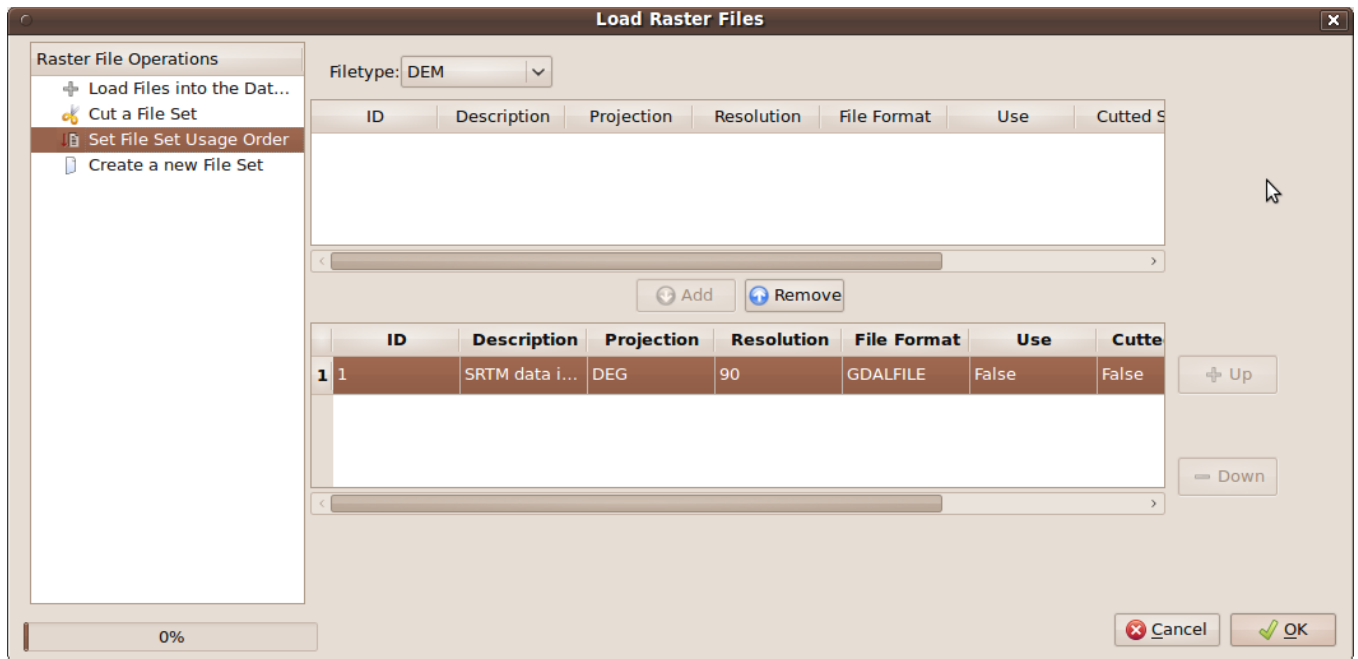 Load Raster Files
Raster File Operations
Load Files into the Dat...
Cut a File Set
Set File Set Usage Order
Create a new File Set
Filetype: DEM
ID Description Projection Resolution File Format Use Cutted S
Add Remove
ID Description Projection Resolution File Format Use Cutte
1 1 SRTM data i... DEG 90 GDALFILE False False
Up
Down
0%
Cancel OK